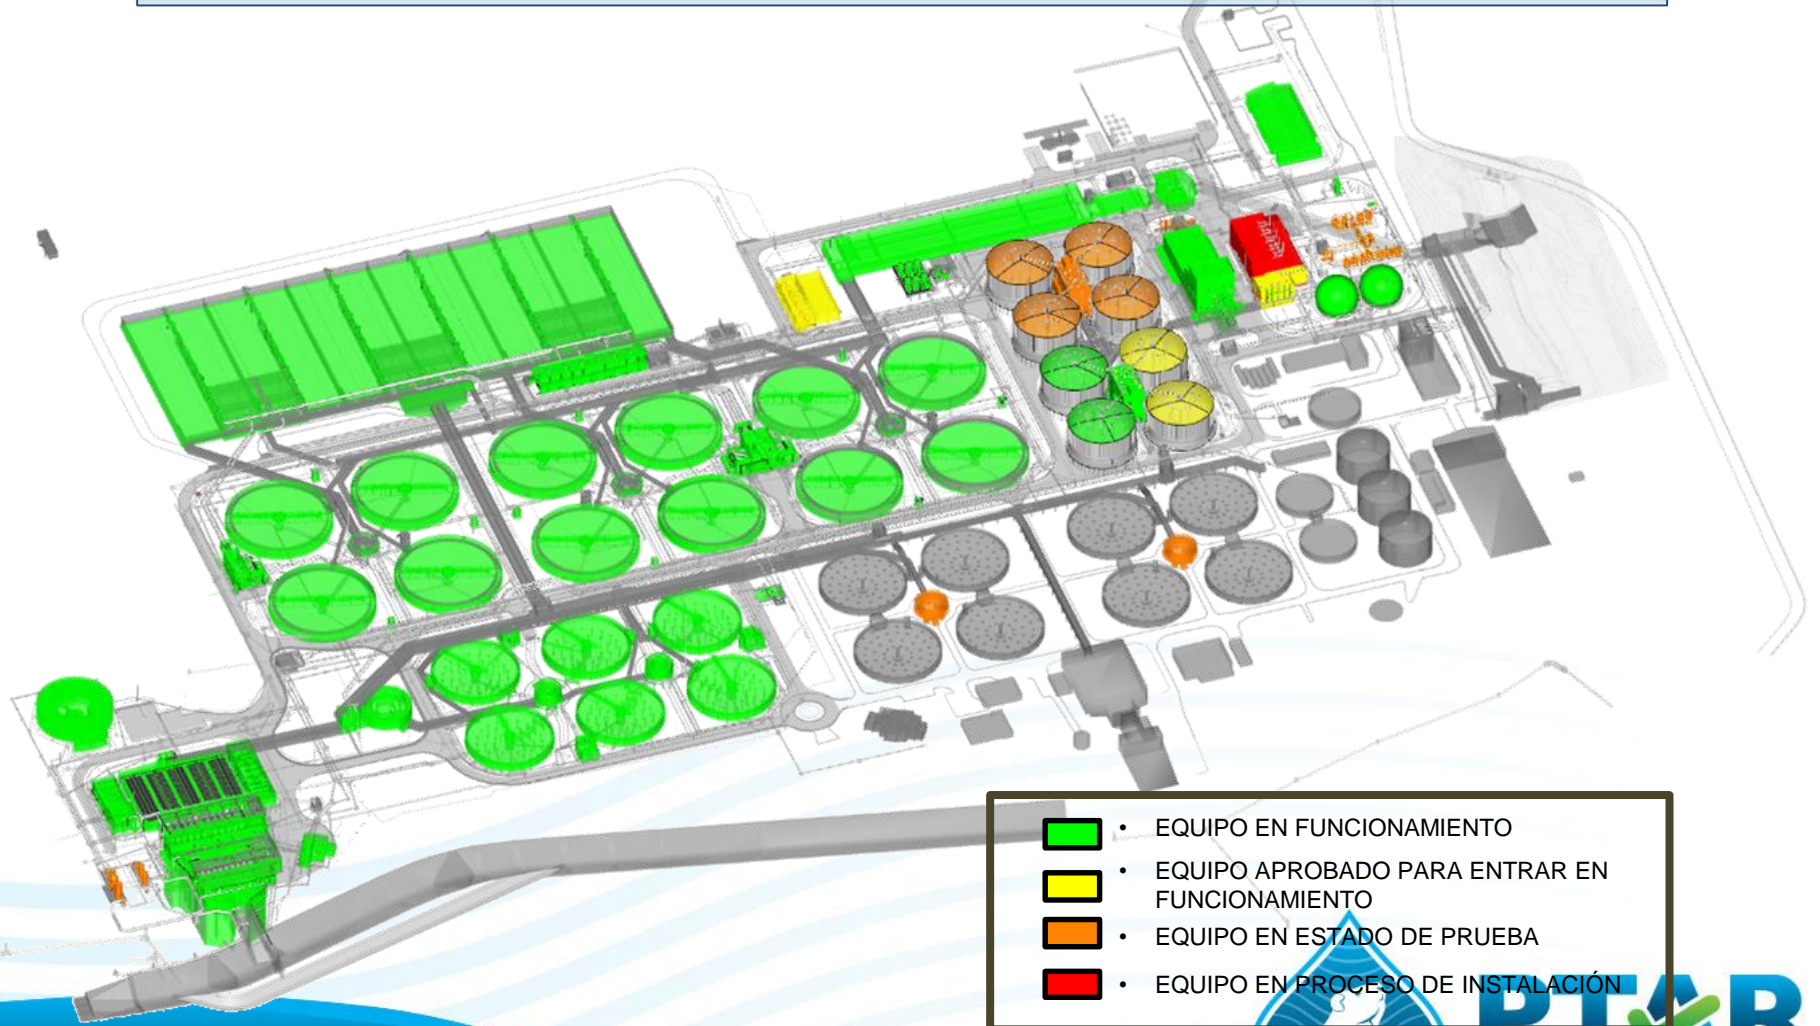 • EQUIPO EN FUNCIONAMIENTO
• EQUIPO APROBADO PARA ENTRAR EN
FUNCIONAMIENTO
• EQUIPO EN ESTADO DE PRUEBA
• EQUIPO EN PROCESO DE INSTALACIÓN
PTAR